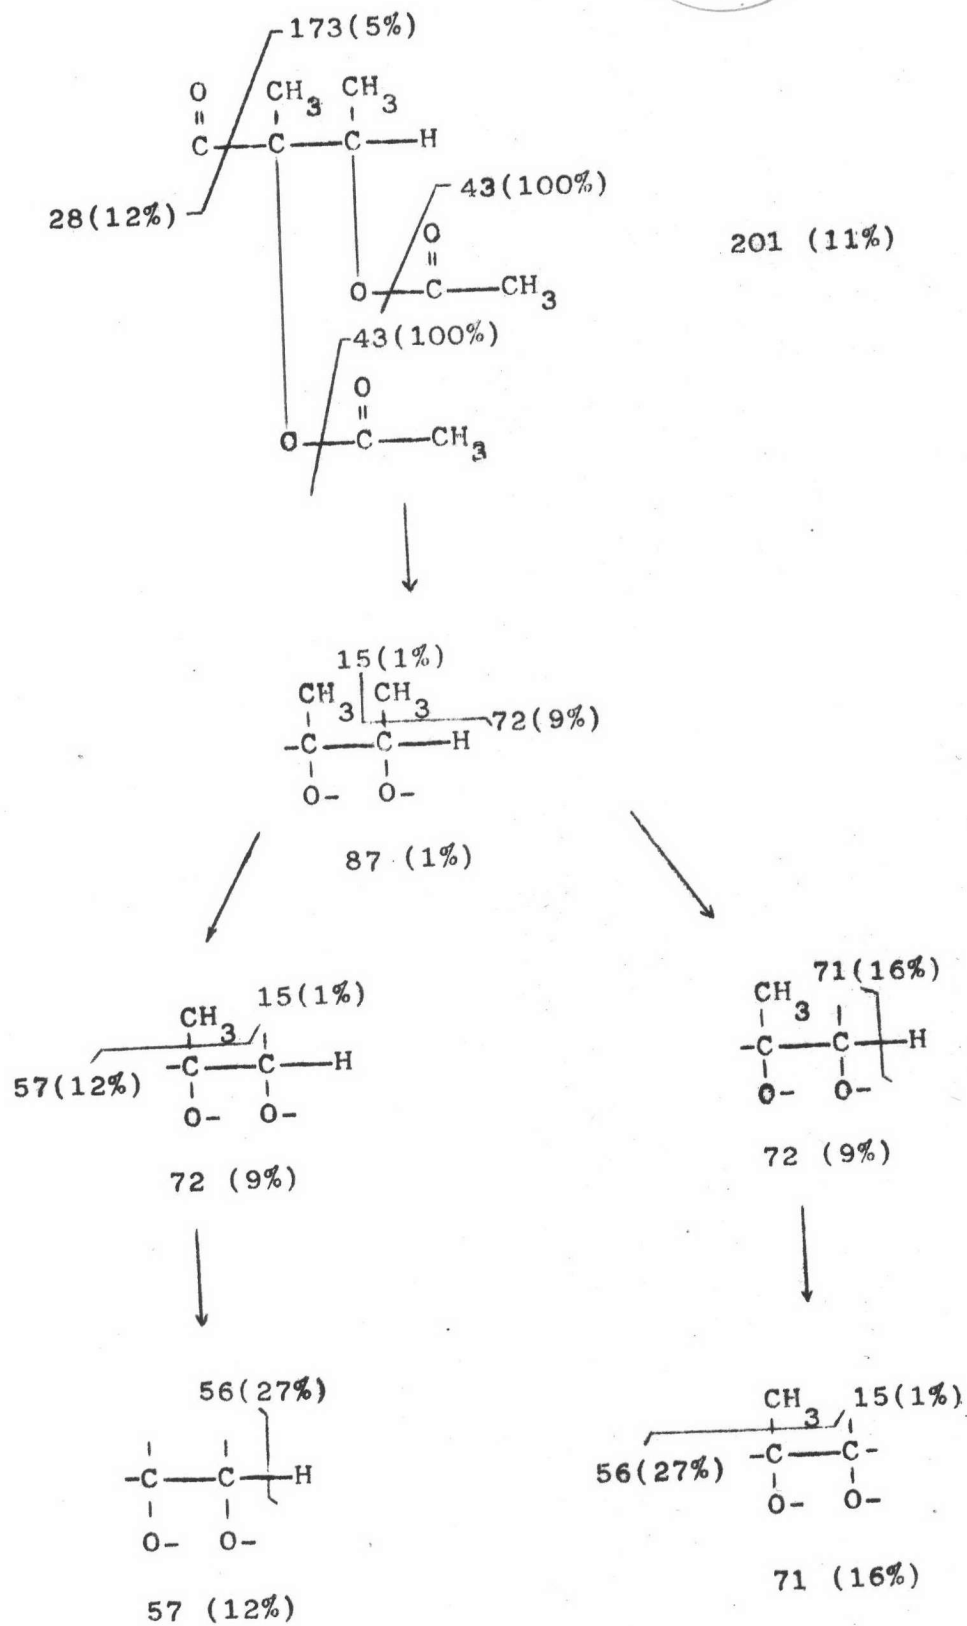 173(5%)
O CH3 CH3
C C C H
28(12%)
43(100%)
201 (11%)
O
O C CH3
43(100%)
O
O C CH3
15(1%)
CH3 CH3
72(9%)
-C C H
O- O-
87 (1%)
15(1%)
CH3
-C C H
57(12%)
O- O-
72 (9%)
71(16%)
CH3
-C C H
O- O-
72 (9%)
56(27%)
-C C H
O- O-
57 (12%)
CH3 15(1%)
-C C-
56(27%)
O- O-
71 (16%)